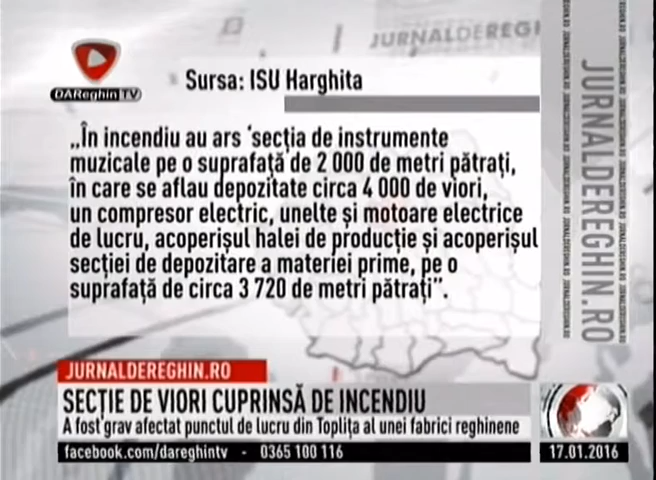 JURNALDEREGHI
DAReghin TV
Sursa: ISU Harghita
„În incendiu au ars 'secția de instrumente
muzicale pe o suprafață de 2 000 de metri pătrați,
în care se aflau depozitate circa 4 000 de viori,
un compresor electric, unelte și motoare electrice
de lucru, acoperișul halei de producție și acoperișul
secției de depozitare a materiei prime, pe o
suprafață de circa 3 720 de metri pătrați”.
JURNALDEREGHIN.RO
JURNALDEREGHIN.RO
SECȚIE DE VIORI CUPRINSĂ DE INCENDIU
A fost grav afectat punctul de lucru din Toplița al unei fabrici reghinene
facebook.com/dareghintv - 0365 100 116
17.01.2016